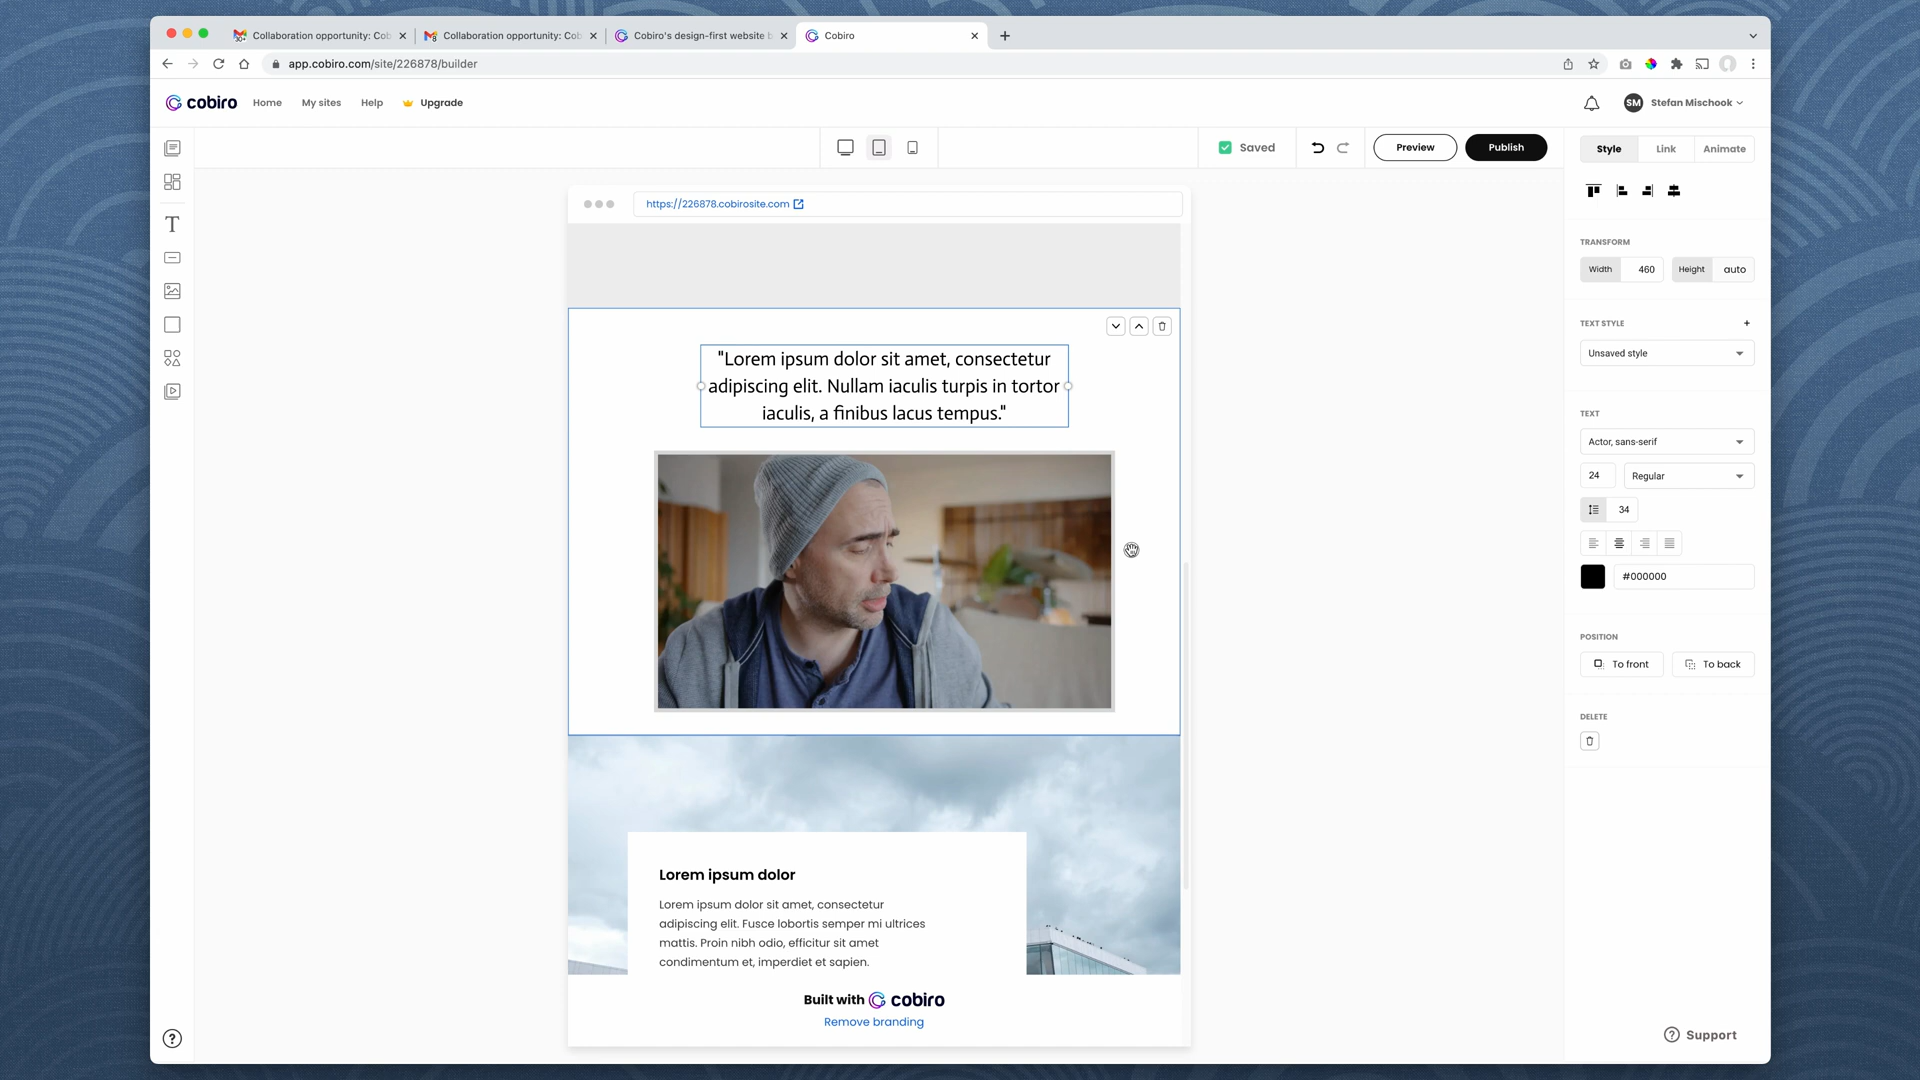 Collaboration opportunity: Cob
Collaboration opportunity: Cob
Cobiro's design-first website b
Cobiro
app.cobiro.com/site/226878/builder
cobiro
Home
My sites
Help
Upgrade
SM
Stefan Mischook
Saved
Preview
Publish
Style
Link
Animate
https://226878.cobirosite.com
TRANSFORM
Width
460
Height
auto
TEXT STYLE
+
Unsaved style
"Lorem ipsum dolor sit amet, consectetur
adipiscing elit. Nullam iaculis turpis in tortor
iaculis, a finibus lacus tempus."
TEXT
Actor, sans-serif
24
Regular
34
#000000
POSITION
To front
To back
DELETE
Lorem ipsum dolor
Lorem ipsum dolor sit amet, consectetur
adipiscing elit. Fusce lobortis semper mi ultrices
mattis. Proin nibh odio, efficitur sit amet
condimentum et, imperdiet et sapien.
Built with cobiro
Remove branding
Support